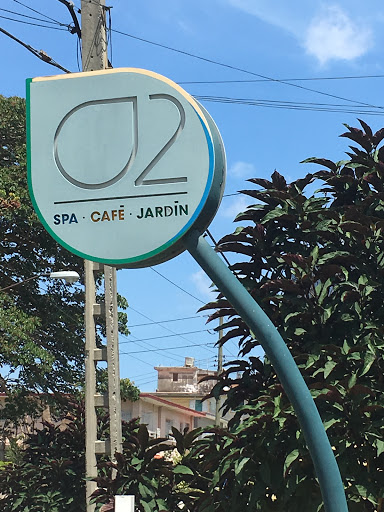 O2
SPA · CAFÉ · JARDÍN